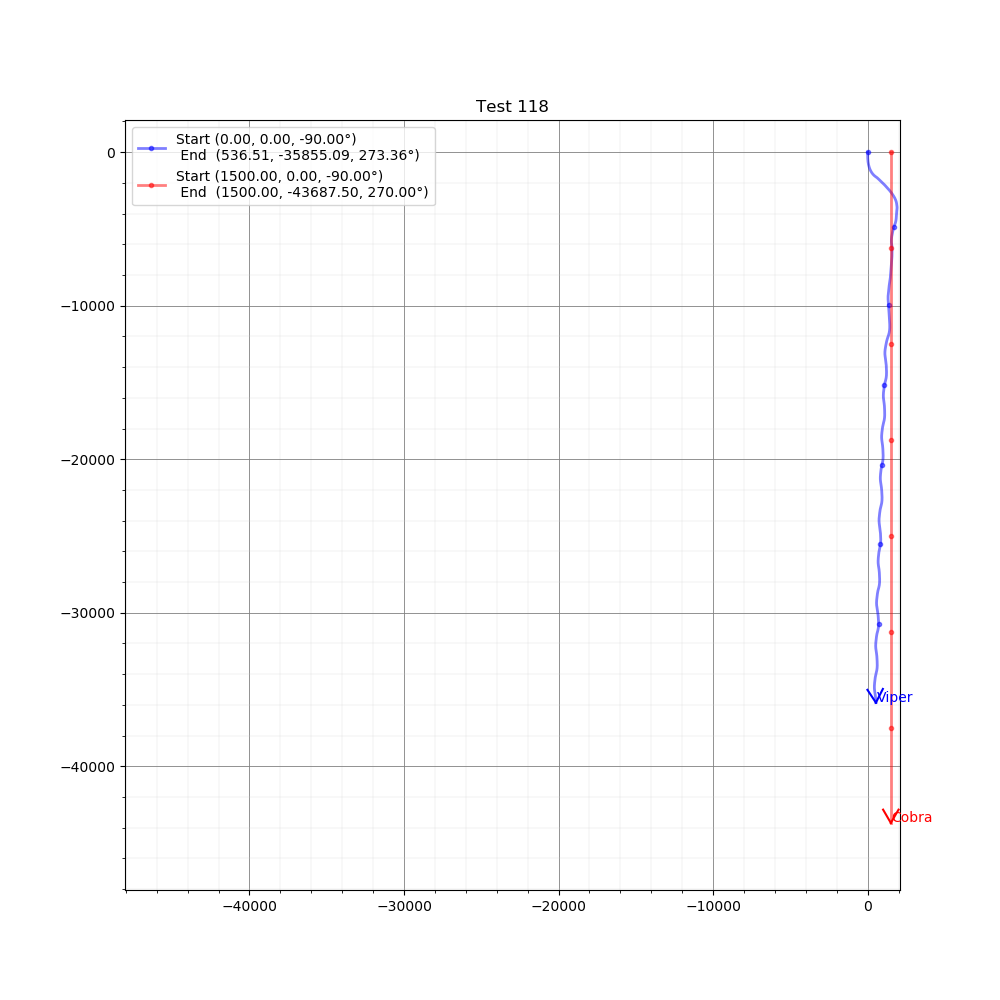 Test 118
Start (0.00, 0.00, -90.00°)
End  (536.51, -35855.09, 273.36°)
Start (1500.00, 0.00, -90.00°)
End  (1500.00, -43687.50, 270.00°)
0
−10000
−20000
−30000
−40000
Viper
Cobra
−40000
−30000
−20000
−10000
0